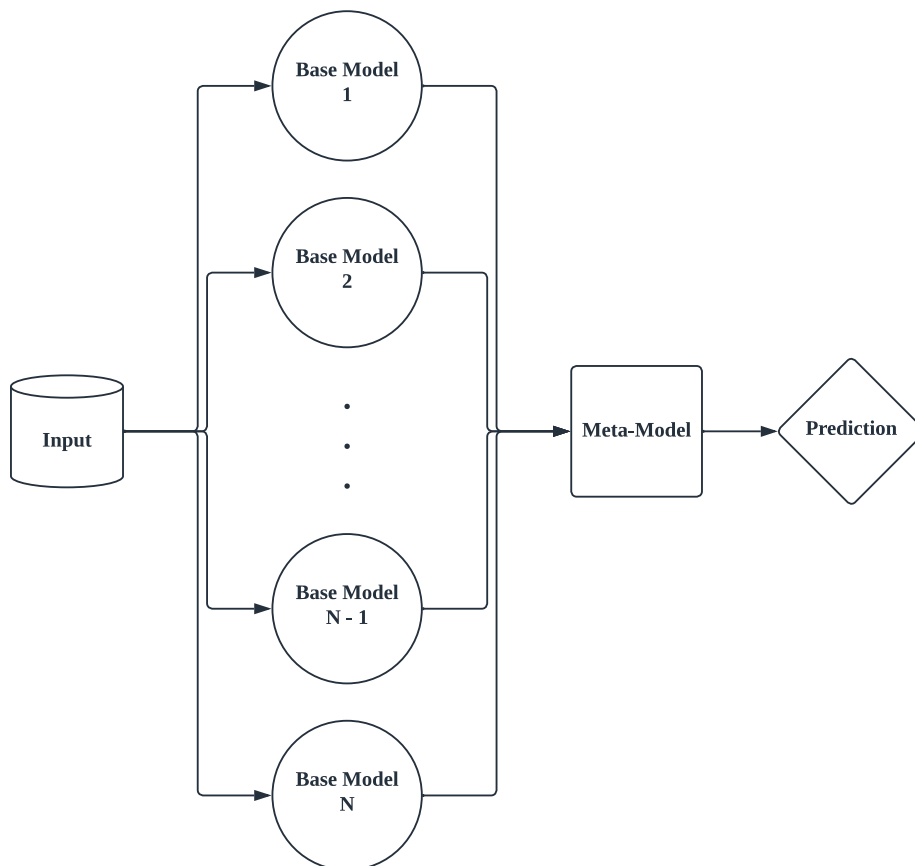 Base Model
1
Base Model
2
Input
Meta-Model
Prediction
Base Model
N - 1
Base Model
N